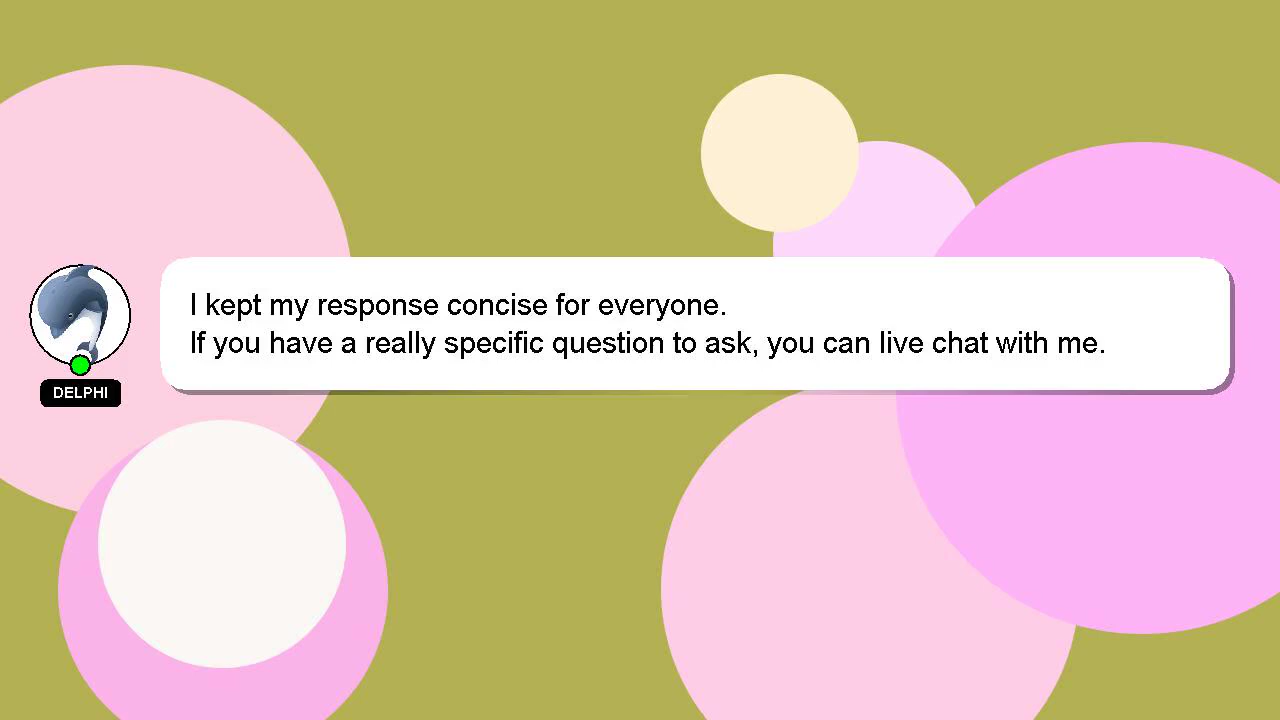 I kept my response concise for everyone.
If you have a really specific question to ask, you can live chat with me.
DELPHI